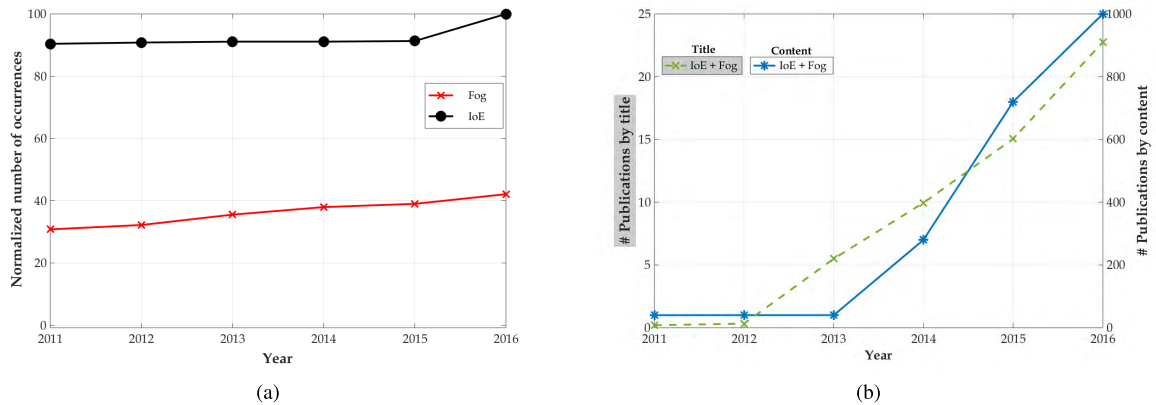 100
80
60
40
20
0
Normalized number of occurrences
Fog
IoE
2011 2012 2013 2014 2015 2016
Year
(a)
25
20
15
10
5
0
# Publications by title
Title
IoE + Fog
Content
IoE + Fog
1000
800
600
400
200
0
# Publications by content
2011 2012 2013 2014 2015 2016
Year
(b)